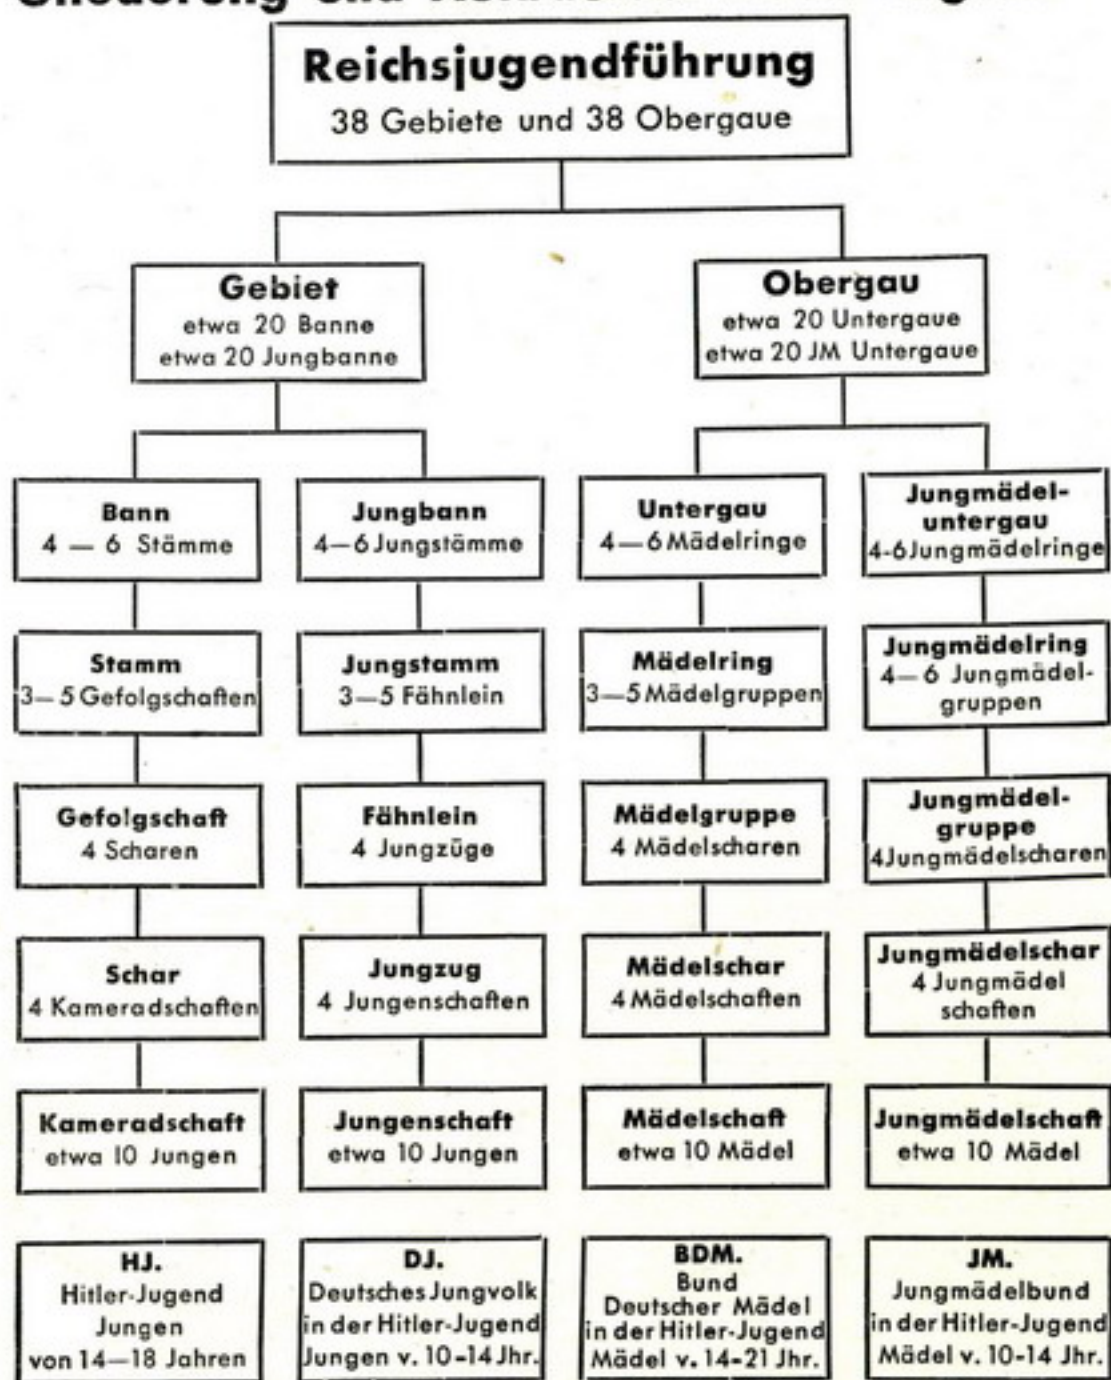 Reichsjugendführung
38 Gebiete und 38 Obergaue
Gebiet
etwa 20 Banne
etwa 20 Jungbanne
Obergau
etwa 20 Untergaue
etwa 20 JM Untergaue
Bann
4 — 6 Stämme
Jungbann
4—6 Jungstämme
Untergau
4—6 Mädelringe
Jungmädel-
untergau
4-6 Jungmädelringe
Stamm
3—5 Gefolgschaften
Jungstamm
3—5 Fähnlein
Mädelring
3—5 Mädelgruppen
Jungmädelring
4—6 Jungmädel-
gruppen
Gefolgschaft
4 Scharen
Fähnlein
4 Jungzüge
Mädelgruppe
4 Mädelscharen
Jungmädel-
gruppe
4 Jungmädelscharen
Schar
4 Kameradschaften
Jungzug
4 Jungenschaften
Mädelschar
4 Mädelschaften
Jungmädelschar
4 Jungmädel
schaften
Kameradschaft
etwa 10 Jungen
Jungenschaft
etwa 10 Jungen
Mädelschaft
etwa 10 Mädel
Jungmädelschaft
etwa 10 Mädel
HJ.
Hitler-Jugend
Jungen
von 14—18 Jahren
DJ.
Deutsches Jungvolk
in der Hitler-Jugend
Jungen v. 10-14 Jhr.
BDM.
Bund
Deutscher Mädel
in der Hitler-Jugend
Mädel v. 14-21 Jhr.
JM.
Jungmädelbund
in der Hitler-Jugend
Mädel v. 10-14 Jhr.